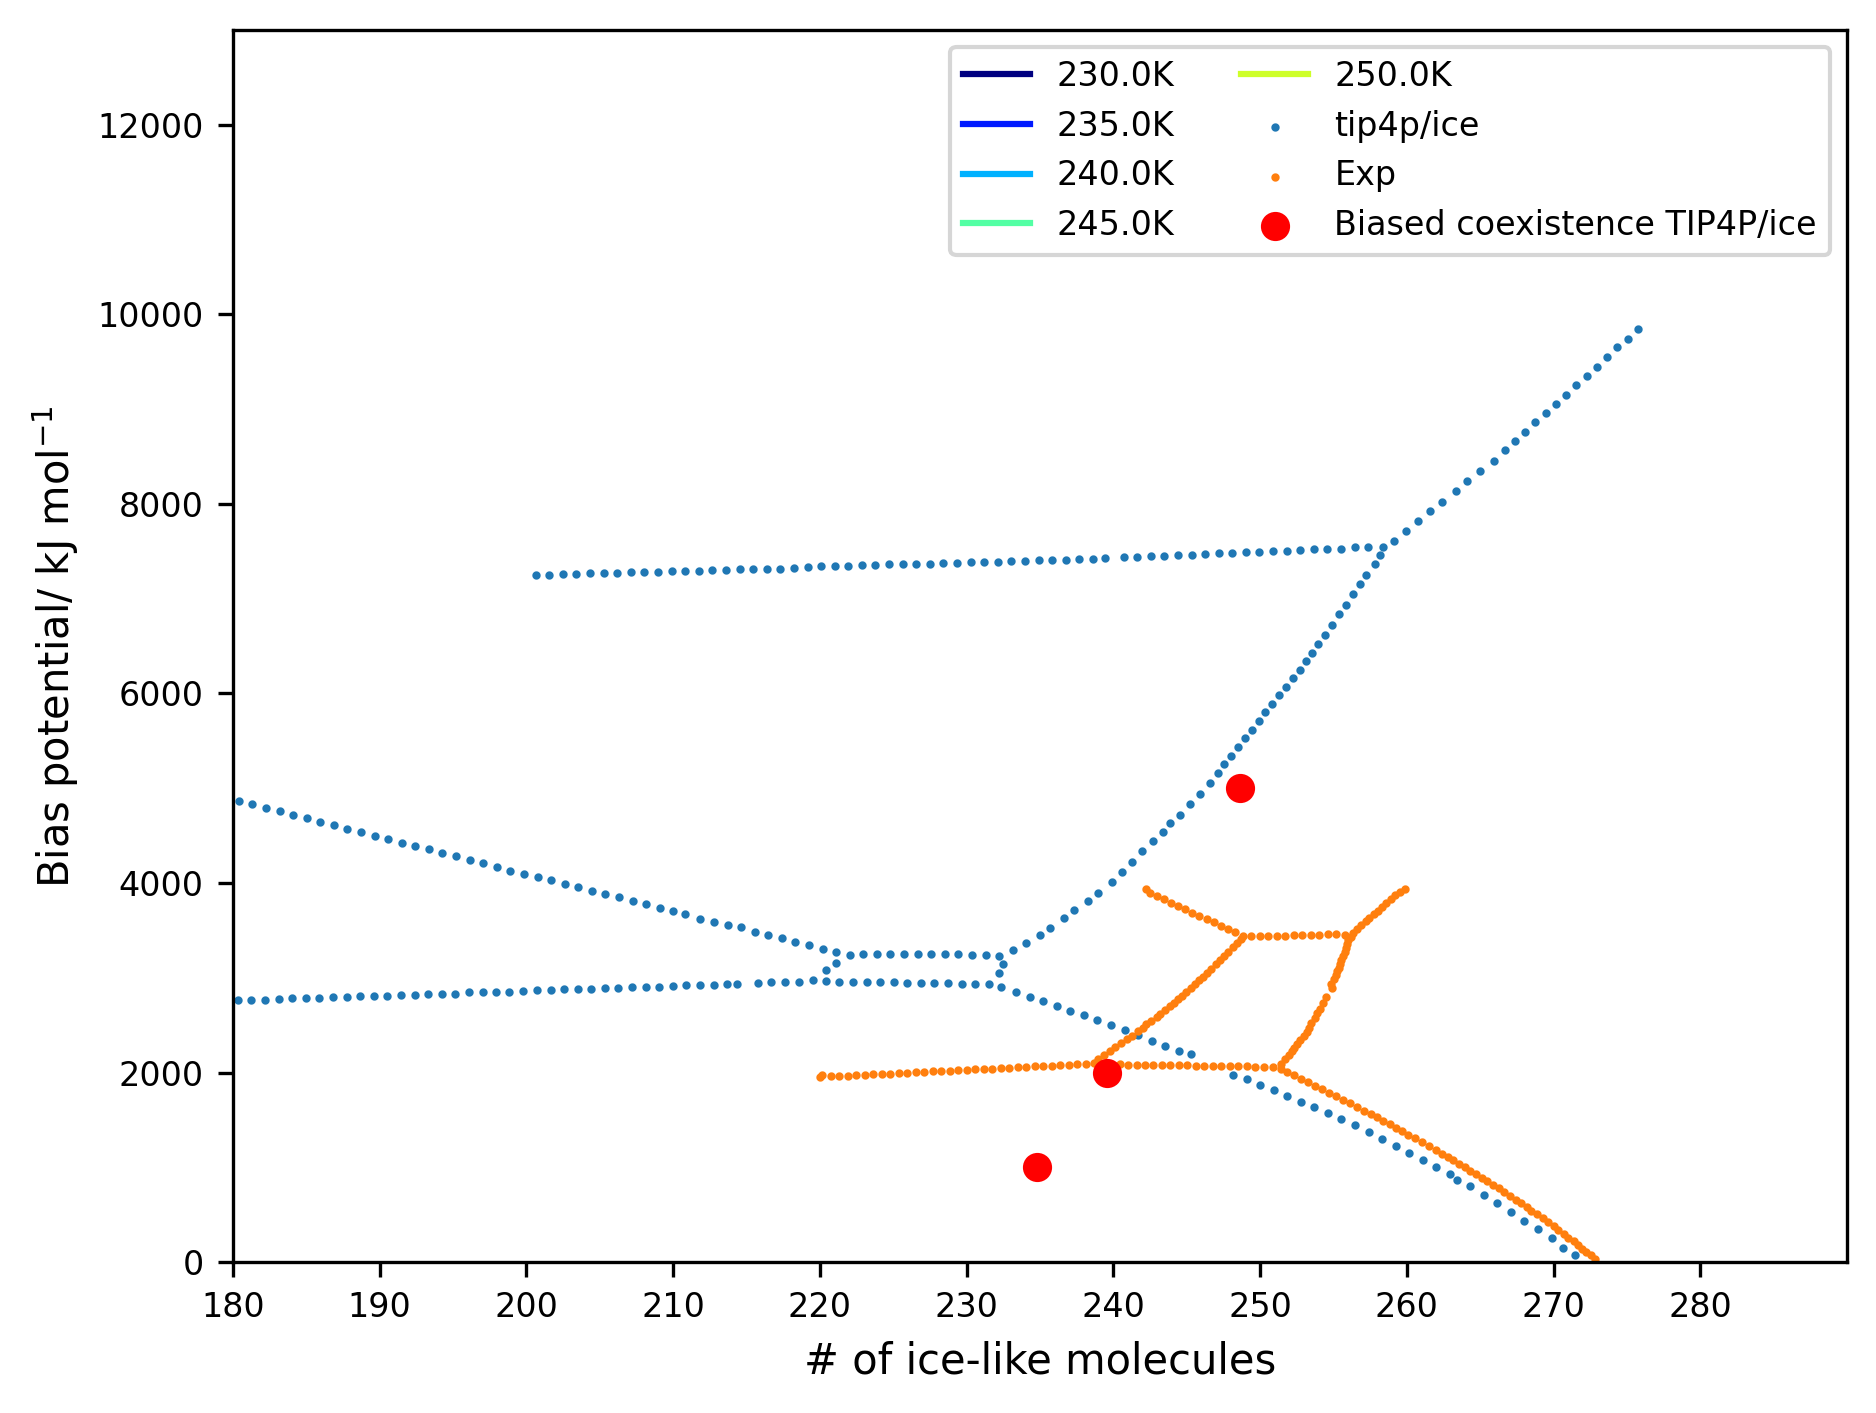 230.0K
235.0K
240.0K
245.0K
250.0K
tip4p/ice
Exp
Biased coexistence TIP4P/ice
12000
10000
8000
6000
4000
2000
0
Bias potential/ kJ mol⁻¹
180 190 200 210 220 230 240 250 260 270 280
# of ice-like molecules